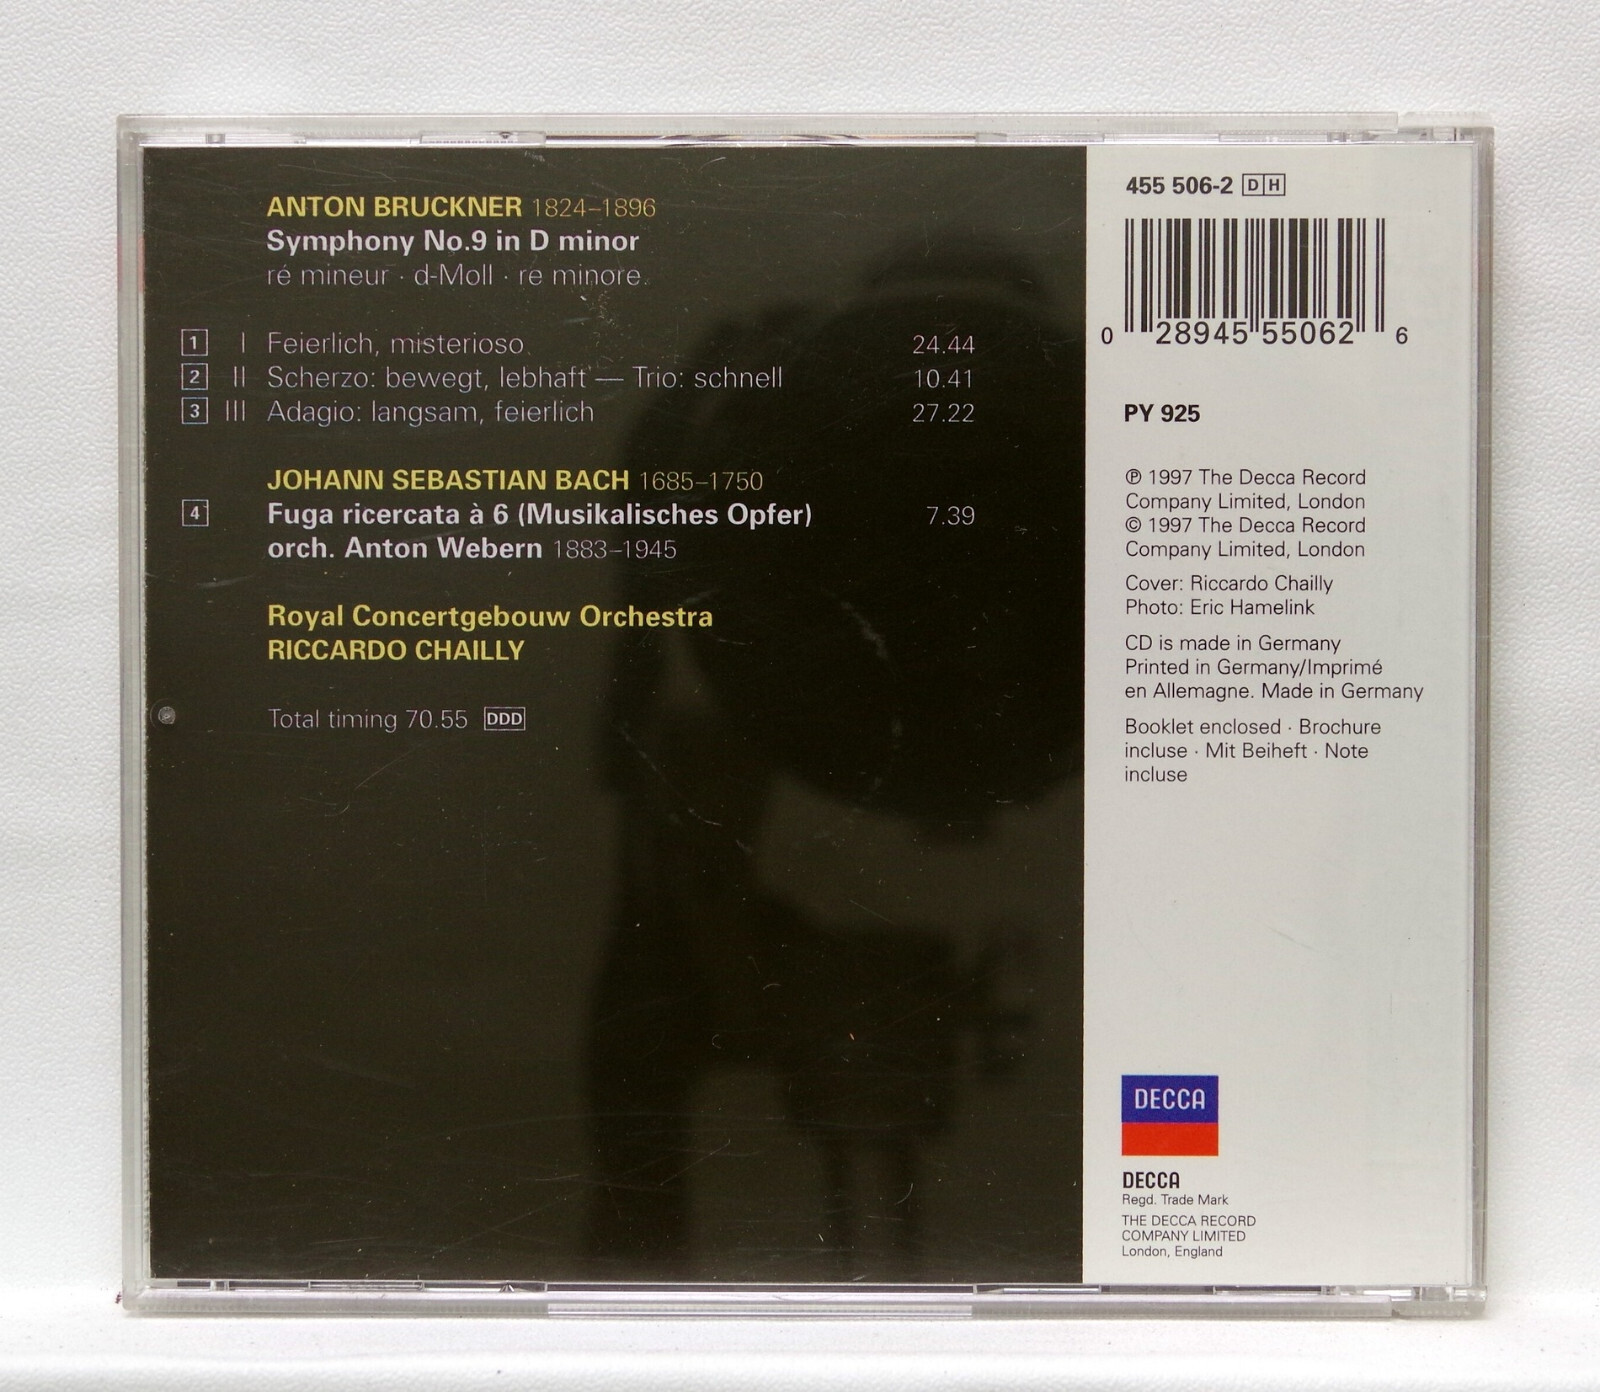 ANTON BRUCKNER 1824–1896
Symphony No.9 in D minor
ré mineur · d-Moll · re minore
1 I Feierlich, misterioso 24.44
2 II Scherzo: bewegt, lebhaft — Trio: schnell 10.41
3 III Adagio: langsam, feierlich 27.22
JOHANN SEBASTIAN BACH 1685–1750
4 Fuga ricercata à 6 (Musikalisches Opfer) 7.39
orch. Anton Webern 1883–1945
Royal Concertgebouw Orchestra
RICCARDO CHAILLY
Total timing 70.55 DDD
455 506-2 DH
0 28945 55062 6
PY 925
℗ 1997 The Decca Record
Company Limited, London
© 1997 The Decca Record
Company Limited, London
Cover: Riccardo Chailly
Photo: Eric Hamelink
CD is made in Germany
Printed in Germany/Imprimé
en Allemagne. Made in Germany
Booklet enclosed · Brochure
incluse · Mit Beiheft · Note
incluse
DECCA
DECCA
Regd. Trade Mark
THE DECCA RECORD
COMPANY LIMITED
London, England